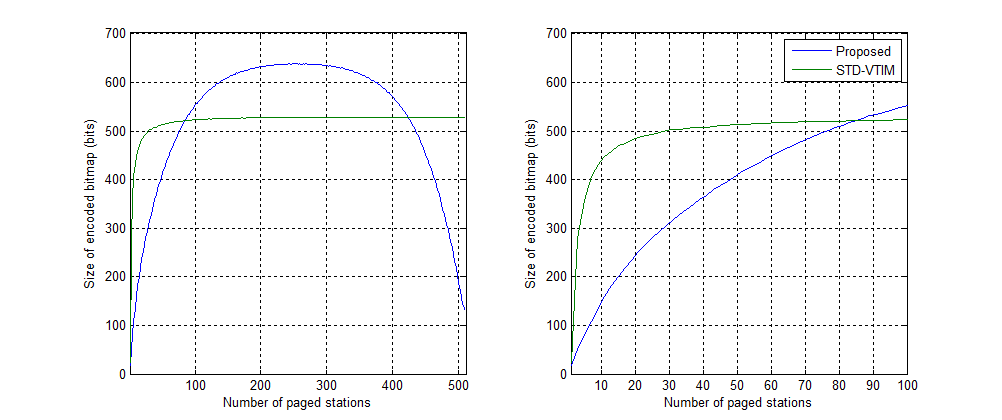 700
600
500
400
300
200
100
0
Size of encoded bitmap (bits)
100 200 300 400 500
Number of paged stations
700
600
500
400
300
200
100
0
Size of encoded bitmap (bits)
10 20 30 40 50 60 70 80 90 100
Number of paged stations
Proposed
STD-VTIM